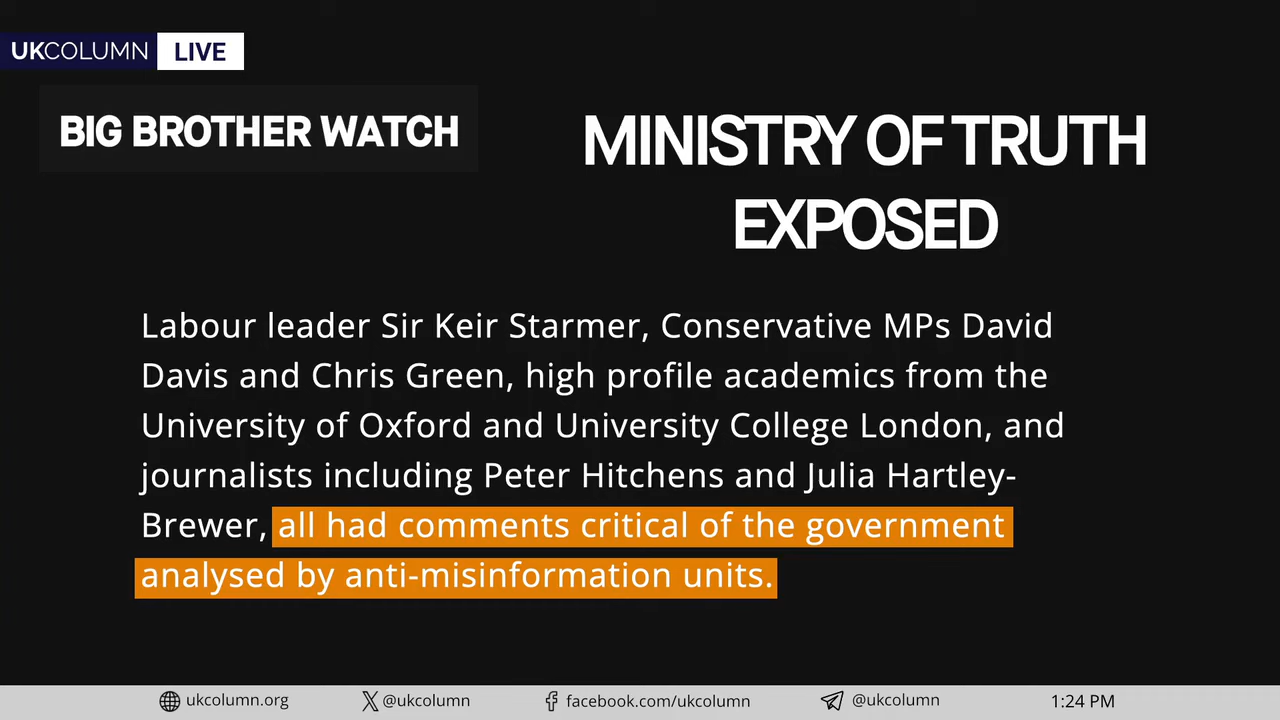 UKCOLUMN LIVE
BIG BROTHER WATCH
MINISTRY OF TRUTH
EXPOSED
Labour leader Sir Keir Starmer, Conservative MPs David
Davis and Chris Green, high profile academics from the
University of Oxford and University College London, and
journalists including Peter Hitchens and Julia Hartley-
Brewer, all had comments critical of the government
analysed by anti-misinformation units.
ukcolumn.org @ukcolumn facebook.com/ukcolumn @ukcolumn 1:24 PM